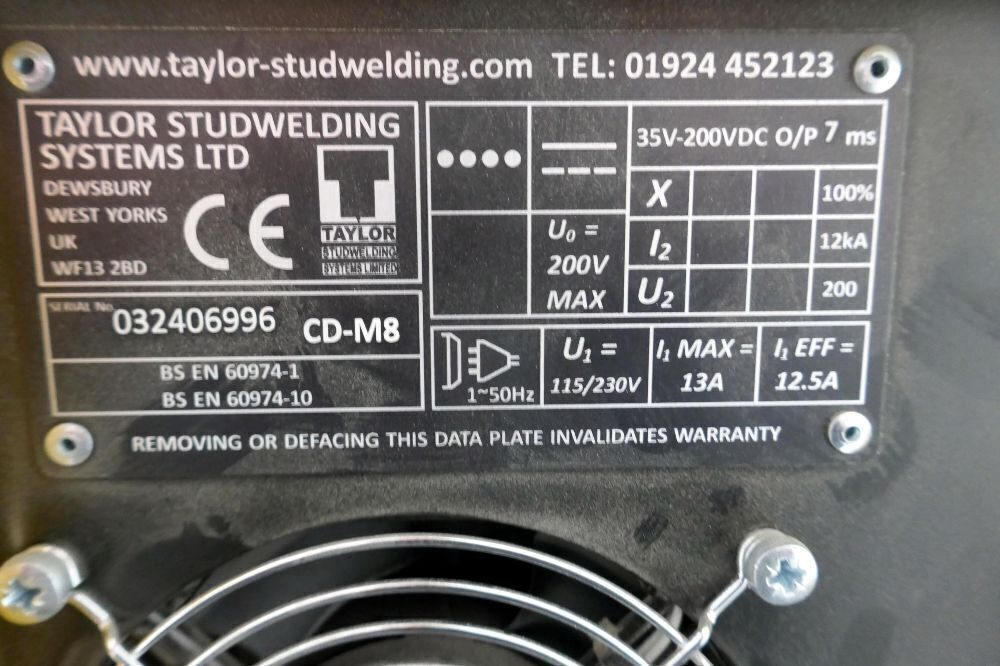 www.taylor-studwelding.com TEL: 01924 452123
TAYLOR STUDWELDING
SYSTEMS LTD
DEWSBURY
WEST YORKS
UK
WF13 2BD
CE
TAYLOR
STUDWELDING
SYSTEMS LIMITED
SERIAL No
032406996 CD-M8
BS EN 60974-1
BS EN 60974-10
35V-200VDC O/P 7 ms
X 100%
I₂ 12kA
U₂ 200
U₀ =
200V
MAX
1~50Hz
U₁ =
115/230V
I₁ MAX =
13A
I₁ EFF =
12.5A
REMOVING OR DEFACING THIS DATA PLATE INVALIDATES WARRANTY